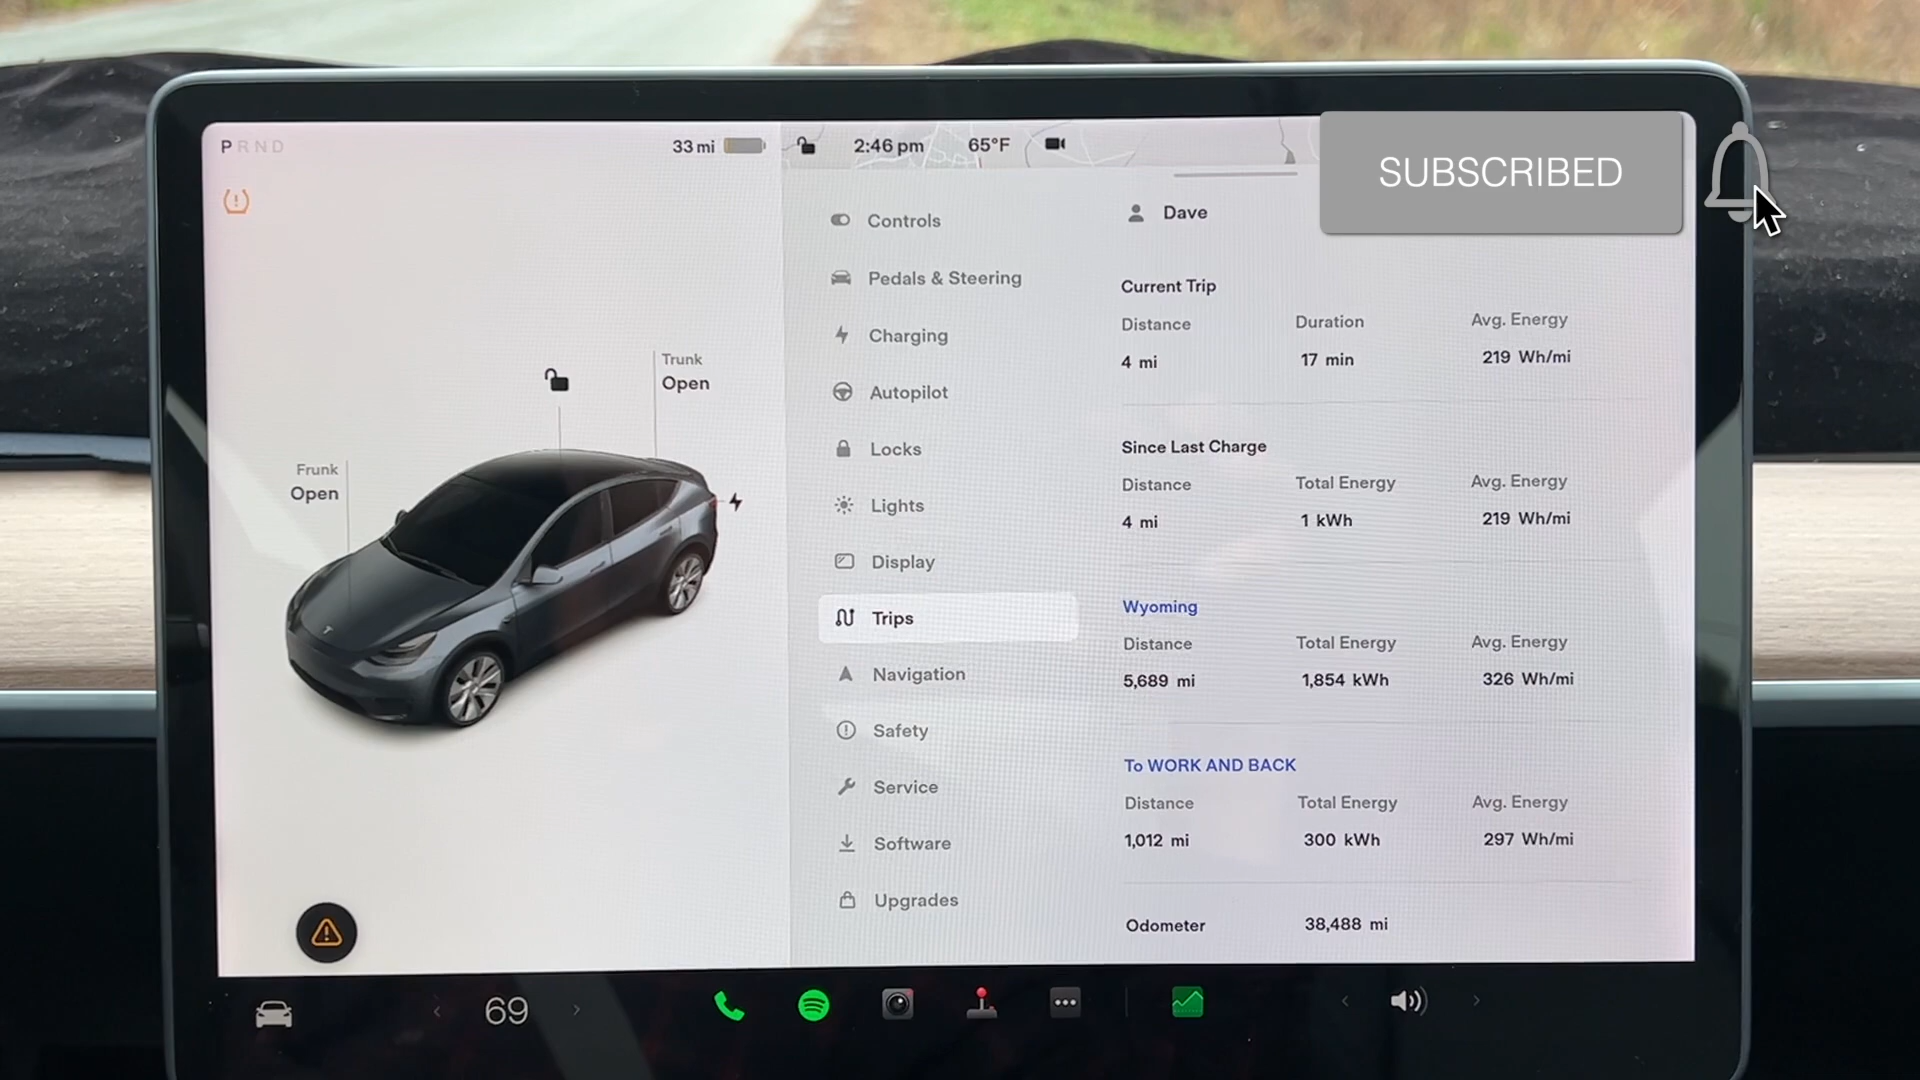 PRND
33 mi
2:46 pm
65°F
SUBSCRIBED
Trunk
Open
Frunk
Open
Controls
Pedals & Steering
Charging
Autopilot
Locks
Lights
Display
Trips
Navigation
Safety
Service
Software
Upgrades
Dave
Current Trip
Distance Duration Avg. Energy
4 mi 17 min 219 Wh/mi
Since Last Charge
Distance Total Energy Avg. Energy
4 mi 1 kWh 219 Wh/mi
Wyoming
Distance Total Energy Avg. Energy
5,689 mi 1,854 kWh 326 Wh/mi
To WORK AND BACK
Distance Total Energy Avg. Energy
1,012 mi 300 kWh 297 Wh/mi
Odometer 38,488 mi
69